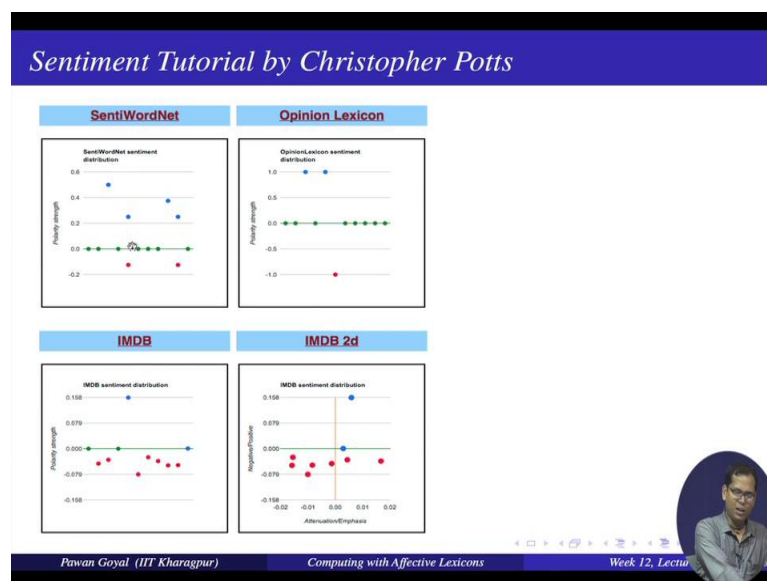 Sentiment Tutorial by Christopher Potts
SentiWordNet
Opinion Lexicon
SentiWordNet sentiment
distribution
0.6
0.4
0.2
0.0
-0.2
Polarity strength
OpinionLexicon sentiment
distribution
1.0
0.5
0.0
-0.5
-1.0
Polarity strength
IMDB
IMDB 2d
IMDB sentiment distribution
0.158
0.079
0.000
-0.079
-0.158
Polarity strength
IMDB sentiment distribution
0.158
0.079
0.000
-0.079
-0.158
-0.02 -0.01 0.00 0.01 0.02
Negative/Positive
Attenuation/Emphasis
Pawan Goyal (IIT Kharagpur) Computing with Affective Lexicons Week 12, Lectu